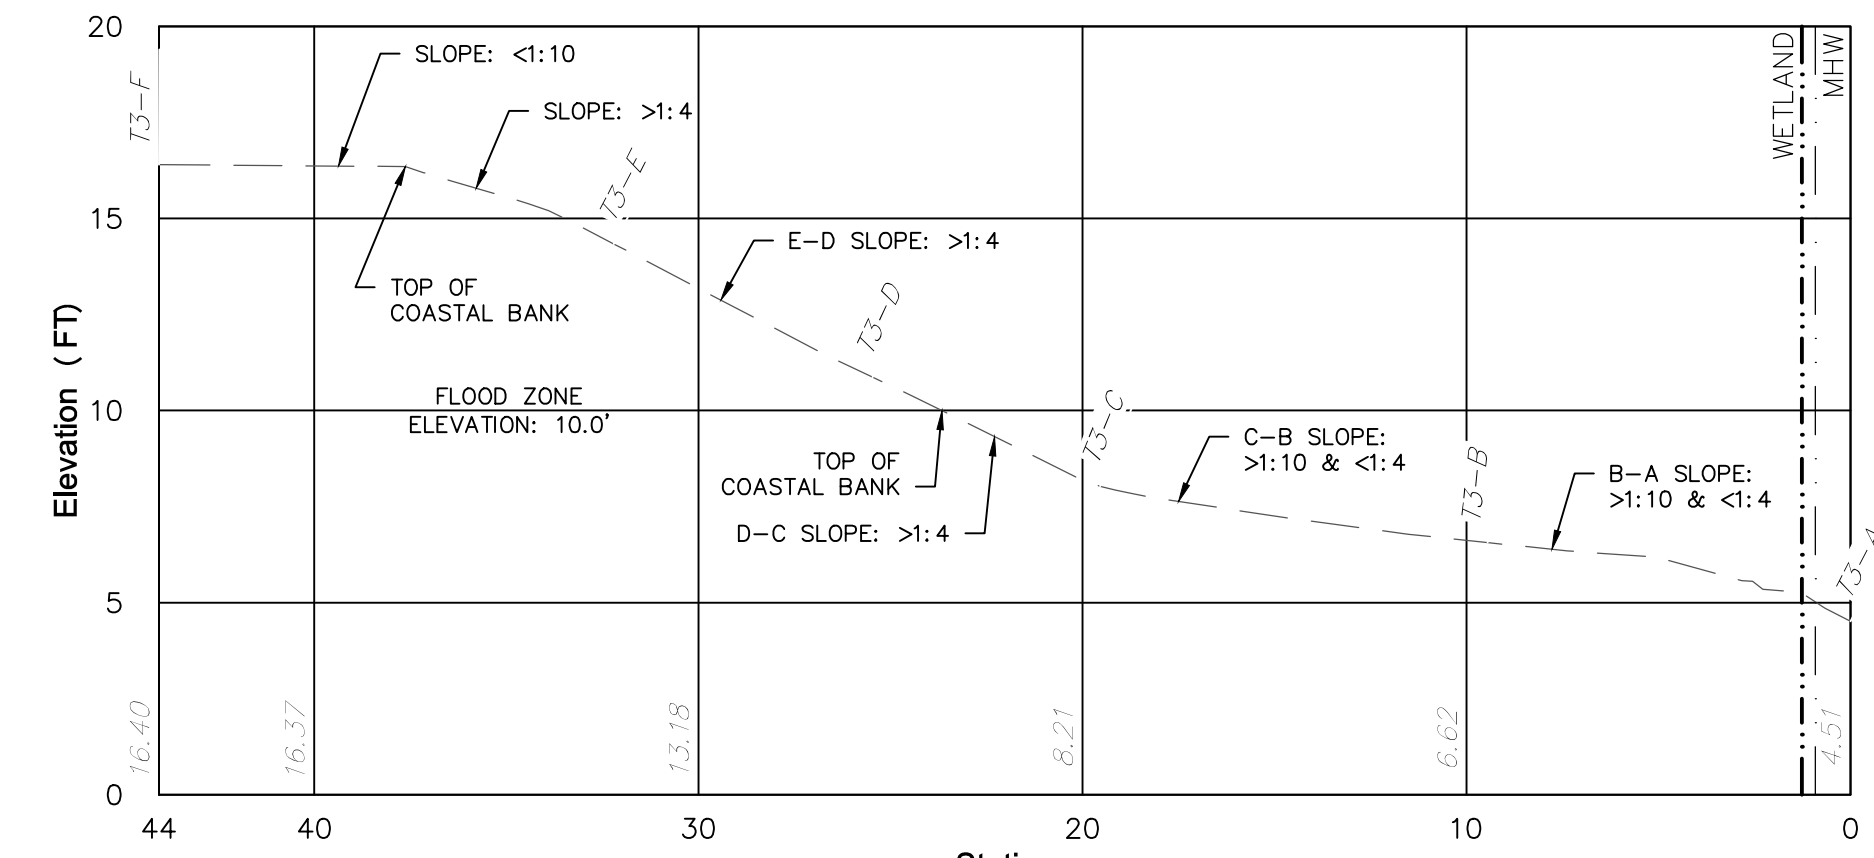 20
15
10
5
0
Elevation (FT)
T3-F
SLOPE: <1:10
SLOPE: >1:4
T3-E
TOP OF
COASTAL BANK
E-D SLOPE: >1:4
T3-D
FLOOD ZONE
ELEVATION: 10.0'
TOP OF
COASTAL BANK
D-C SLOPE: >1:4
T3-C
C-B SLOPE:
>1:10 & <1:4
T3-B
B-A SLOPE:
>1:10 & <1:4
WETLAND
MHW
T3-A
16.40
16.37
13.18
8.21
6.62
4.51
44
40
30
20
10
0